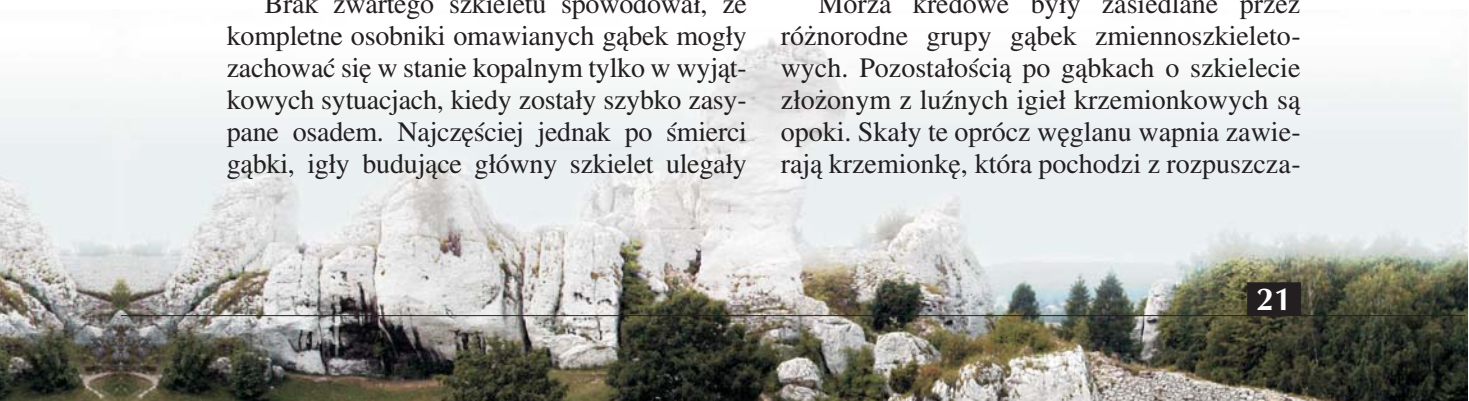 Brak zwartego szkieletu spowodował, że
kompletne osobniki omawianych gąbek mogły
zachować się w stanie kopalnym tylko w wyjąt-
kowych sytuacjach, kiedy zostały szybko zasy-
pane osadem. Najczęściej jednak po śmierci
gąbki, igły budujące główny szkielet ulegały
Morza kredowe były zasiedlane przez
różnorodne grupy gąbek zmiennoszkieleto-
wych. Pozostałością po gąbkach o szkielecie
złożonym z luźnych igieł krzemionkowych są
opoki. Skały te oprócz węglanu wapnia zawie-
rają krzemionkę, która pochodzi z rozpuszcza-
21